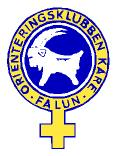 ORIENTERINGSKLUBBEN KÅRE
· FALUN ·